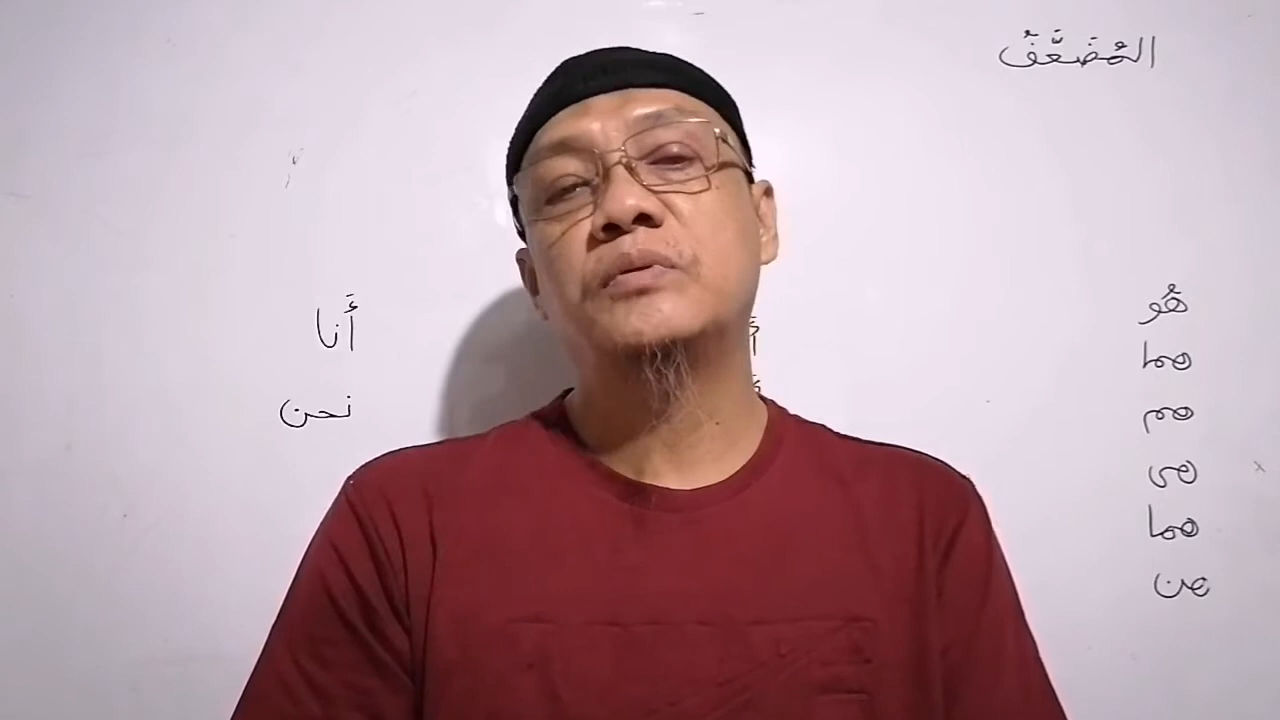 المُضَعَّفُ
هُو
هما
هم
هي
هما
هن
أَنا
نحن